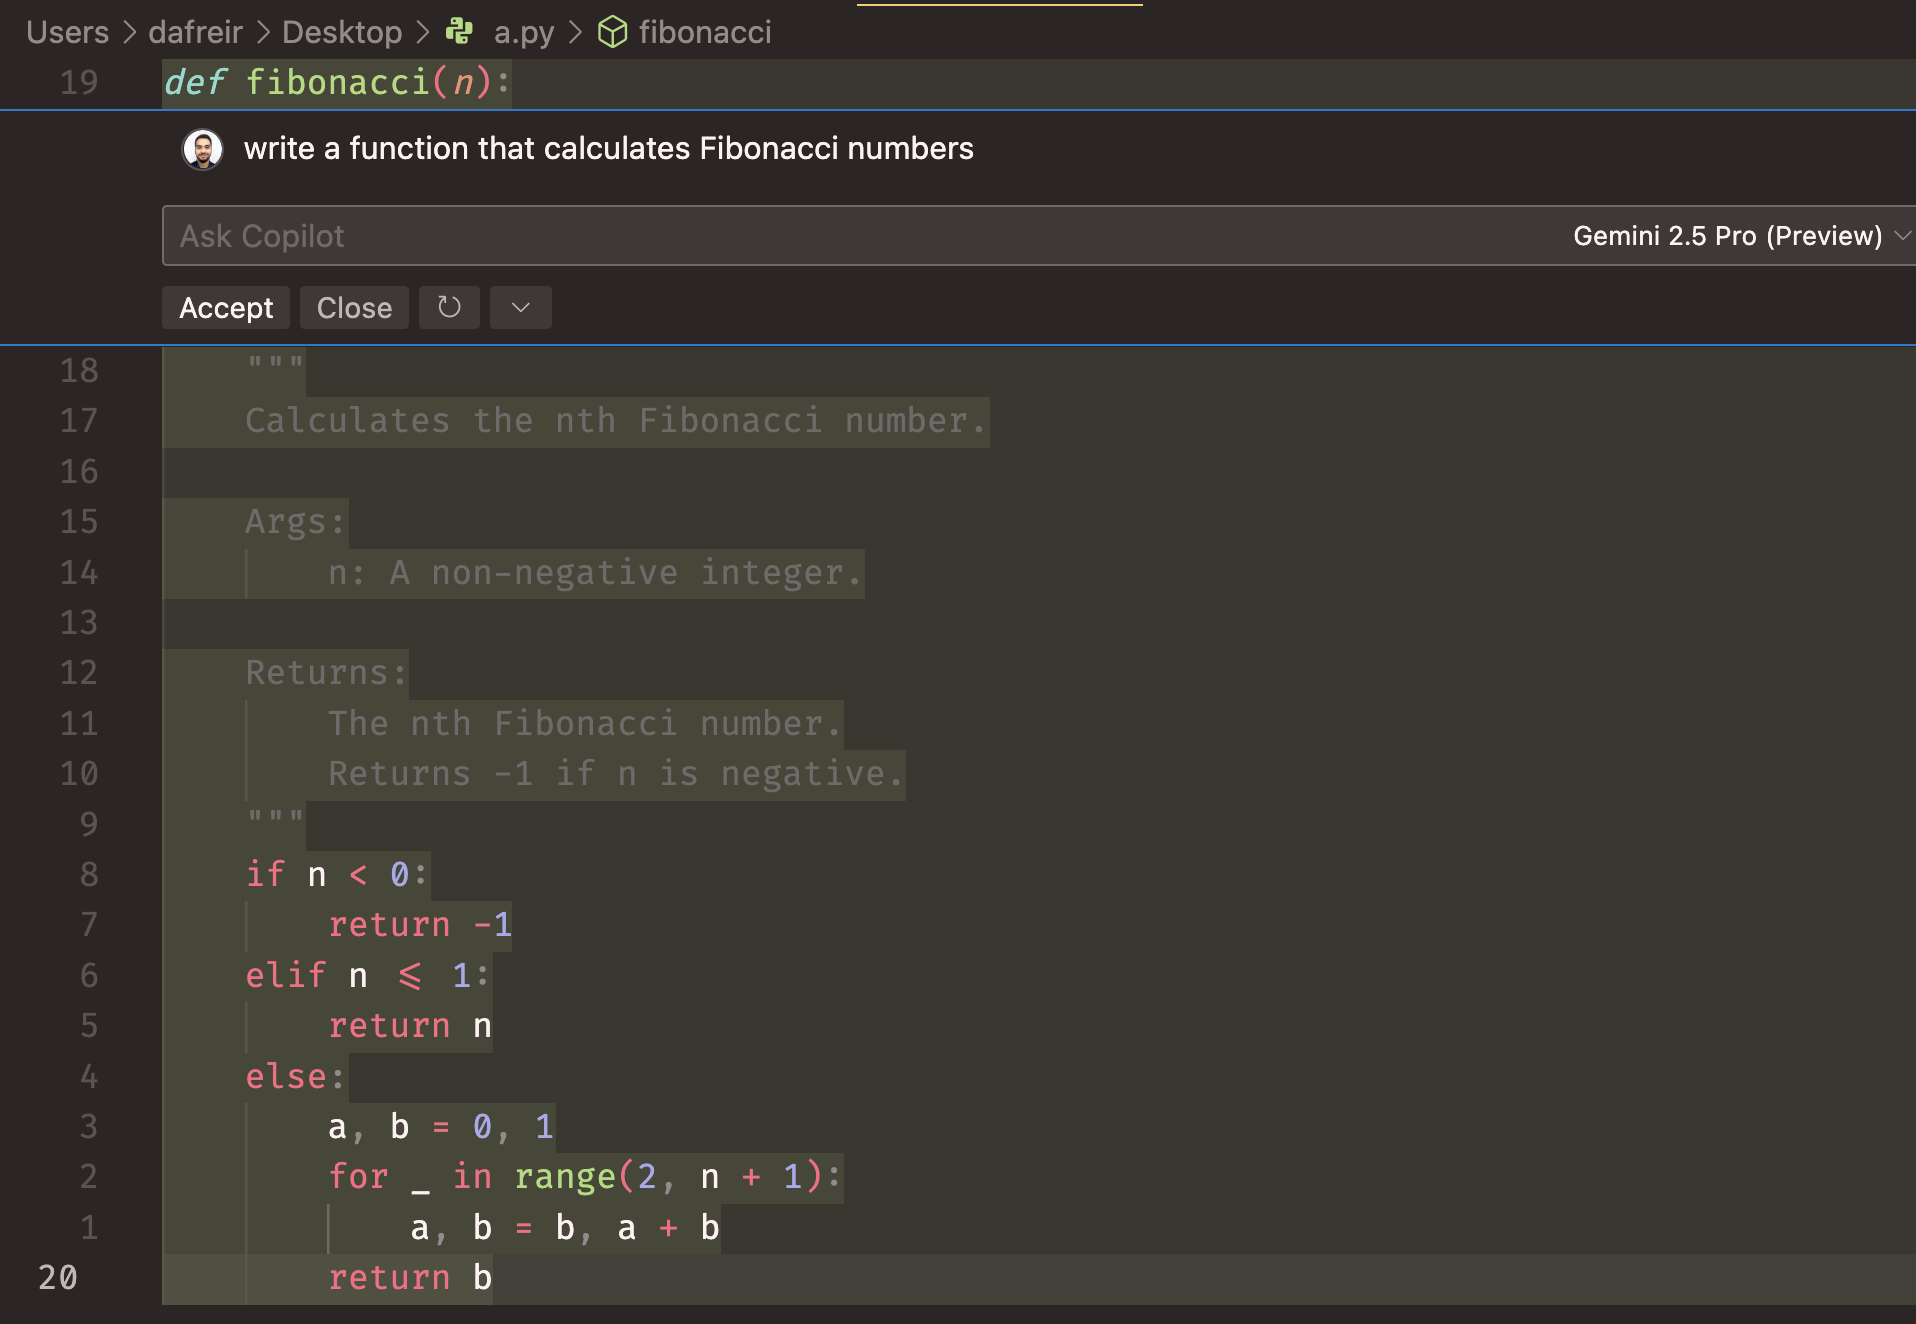 Users > dafreir > Desktop > a.py > fibonacci
19 def fibonacci(n):
write a function that calculates Fibonacci numbers
Ask Copilot Gemini 2.5 Pro (Preview)
Accept Close
18 """
17 Calculates the nth Fibonacci number.
16
15 Args:
14 n: A non-negative integer.
13
12 Returns:
11 The nth Fibonacci number.
10 Returns -1 if n is negative.
9 """
8 if n < 0:
7 return -1
6 elif n ⩽ 1:
5 return n
4 else:
3 a, b = 0, 1
2 for _ in range(2, n + 1):
1 a, b = b, a + b
20 return b